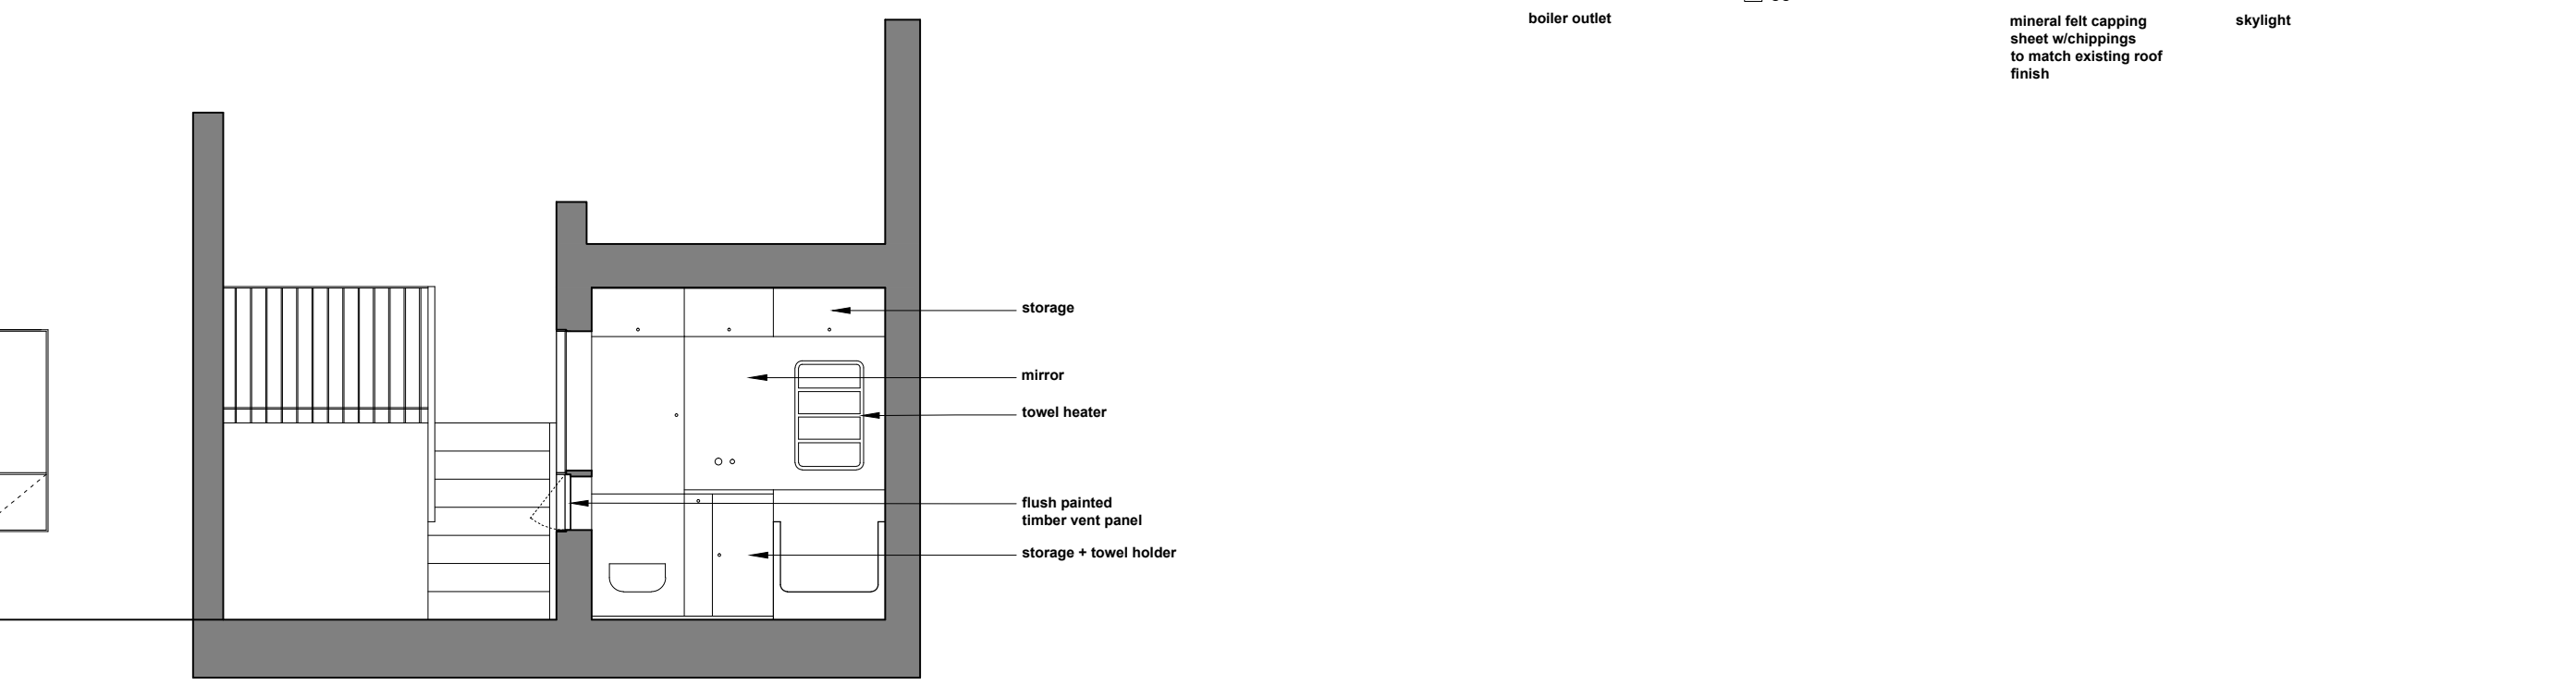 boiler outlet
mineral felt capping
sheet w/chippings
to match existing roof
finish
skylight
storage
mirror
towel heater
flush painted
timber vent panel
storage + towel holder